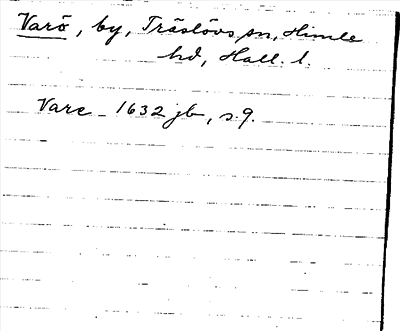 Varö, by, Träslövs sn, Himle
hd, Hall. l.
Vare - 1632 jb, s. 9.